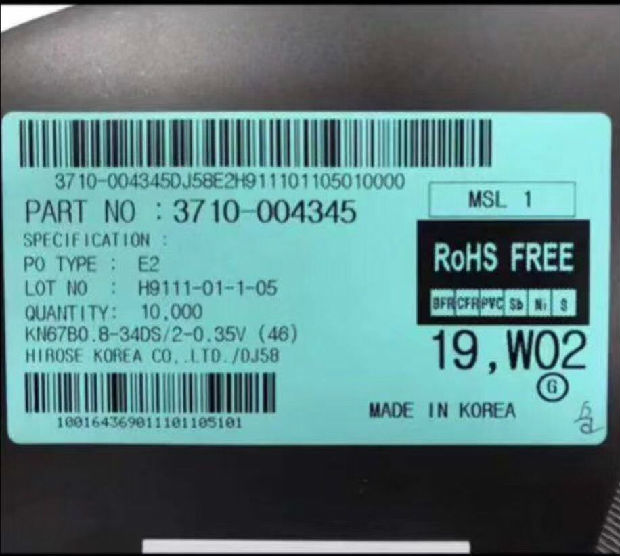 3710-004345DJ58E2H911101105010000
PART NO : 3710-004345
MSL 1
SPECIFICATION :
PO TYPE : E2
LOT NO : H9111-01-1-05
QUANTITY: 10,000
KN67B0.8-34DS/2-0.35V (46)
HIROSE KOREA CO,.LTD./DJ58
RoHS FREE
BFR CFR PVC Sb Ni S
19,W02
G
MADE IN KOREA
100164369011101105101